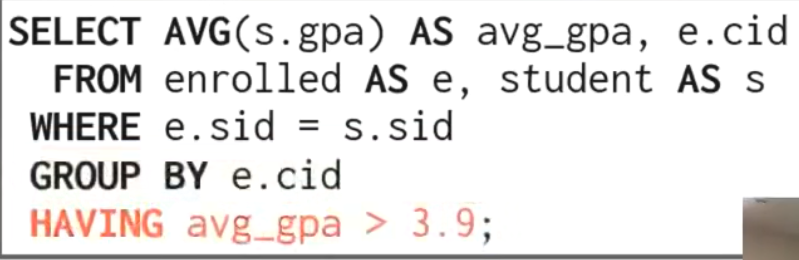 SELECT AVG(s.gpa) AS avg_gpa, e.cid
FROM enrolled AS e, student AS s
WHERE e.sid = s.sid
GROUP BY e.cid
HAVING avg_gpa > 3.9;